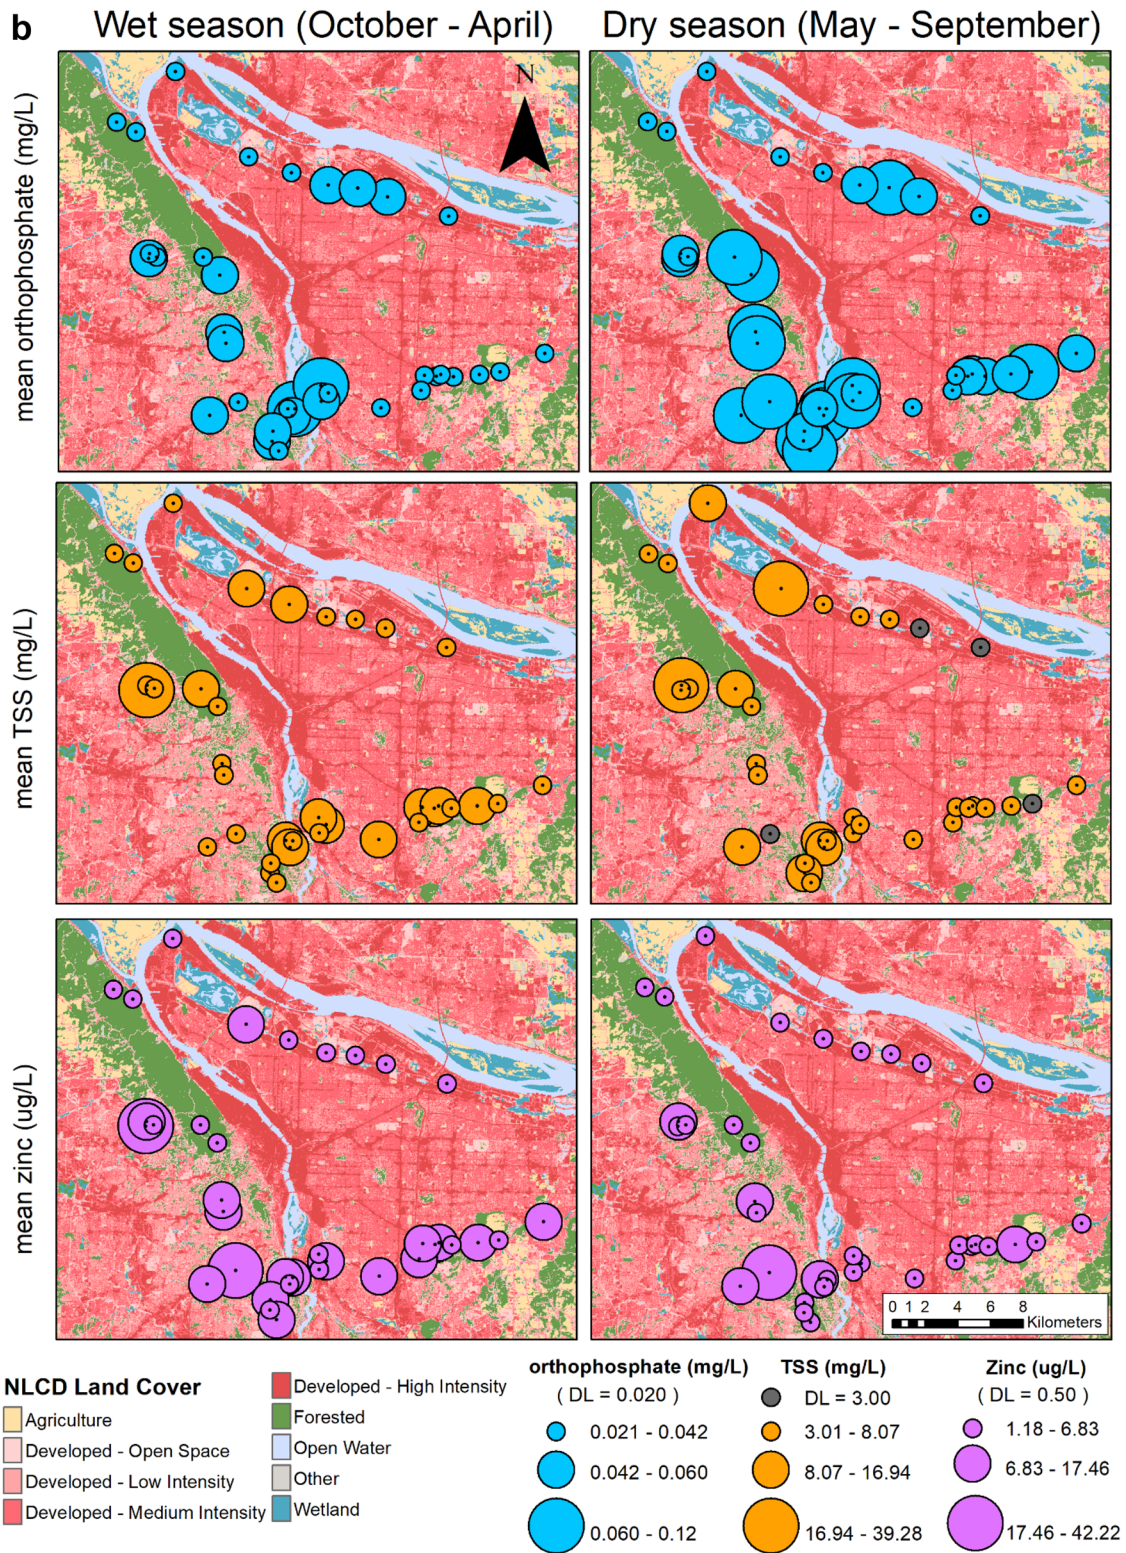 b
Wet season (October - April)
Dry season (May - September)
N
mean orthophosphate (mg/L)
mean TSS (mg/L)
mean zinc (ug/L)
0 1 2 4 6 8
Kilometers
NLCD Land Cover
Agriculture
Developed - Open Space
Developed - Low Intensity
Developed - Medium Intensity
Developed - High Intensity
Forested
Open Water
Other
Wetland
orthophosphate (mg/L)
( DL = 0.020 )
0.021 - 0.042
0.042 - 0.060
0.060 - 0.12
TSS (mg/L)
DL = 3.00
3.01 - 8.07
8.07 - 16.94
16.94 - 39.28
Zinc (ug/L)
( DL = 0.50 )
1.18 - 6.83
6.83 - 17.46
17.46 - 42.22